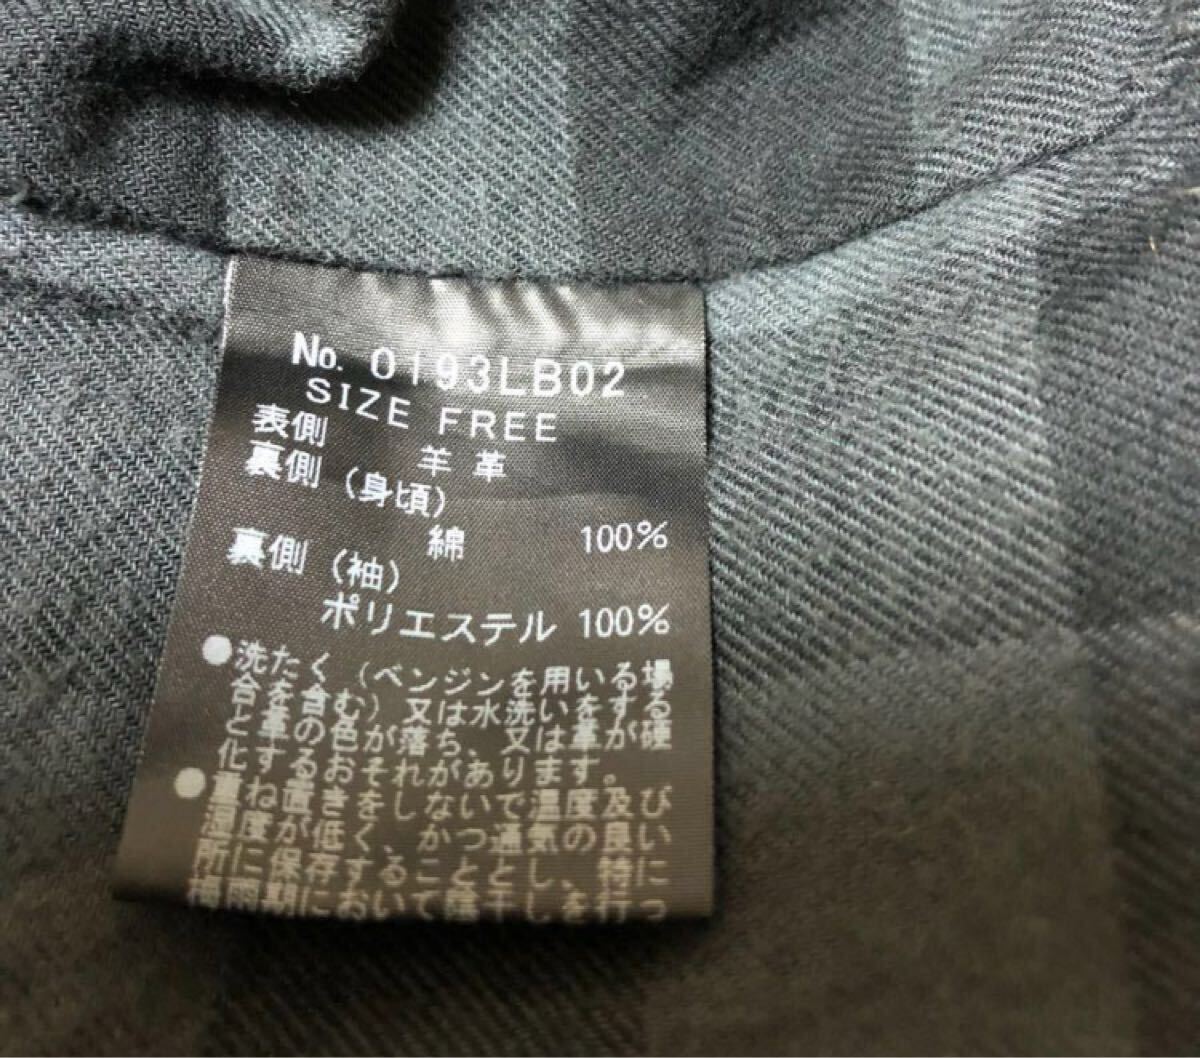 No. 0193LB02
SIZE FREE
表側 羊革
裏側(身頃)
綿 100%
裏側(袖)
ポリエステル 100%
●洗たく(ベンジンを用いる場
合を含む)又は水洗いをする
と革の色が落ち、又は革が硬
化するおそれがあります。
●重ね置きをしないで温度及び
湿度が低く、かつ通気の良い
所に保存することとし、特に
梅雨期において陰干しを行っ